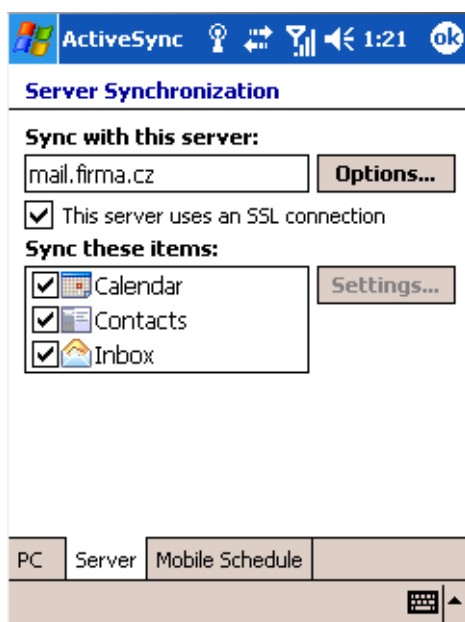 ActiveSync 1:21 ok
Server Synchronization
Sync with this server:
mail.firma.cz Options...
This server uses an SSL connection
Sync these items:
Calendar Settings...
Contacts
Inbox
PC Server Mobile Schedule